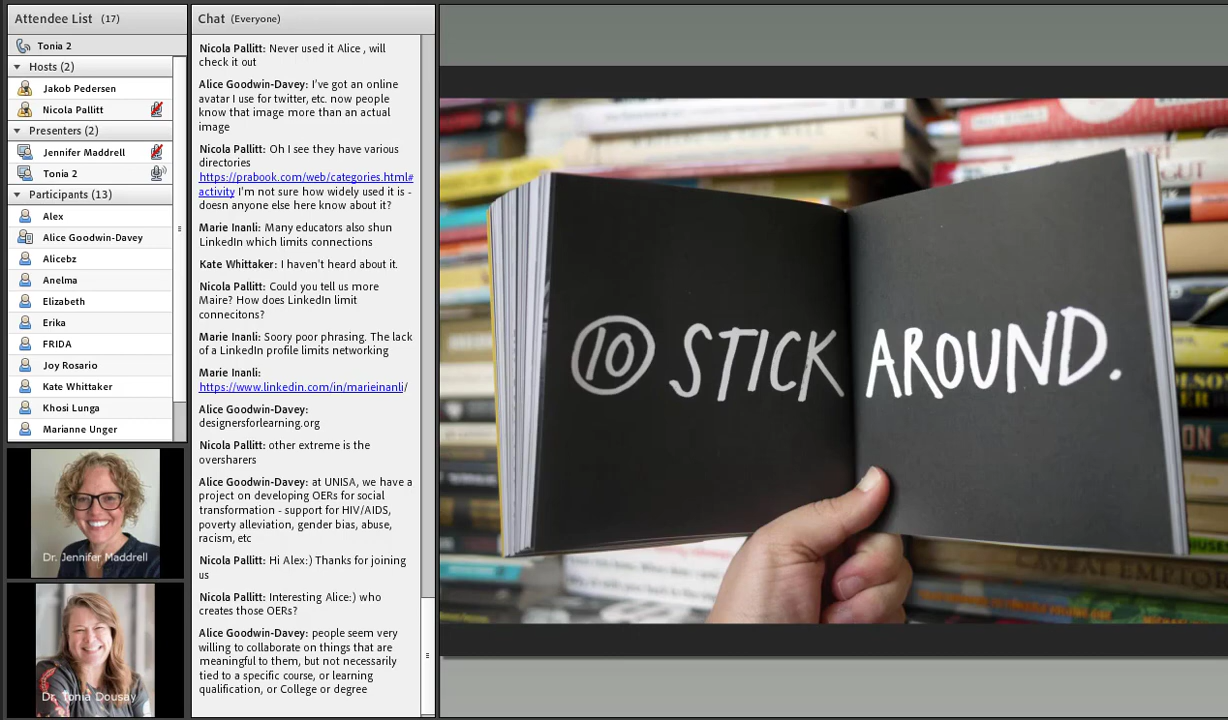 Attendee List (17)
Tonia 2
Hosts (2)
Jakob Pedersen
Nicola Pallitt
Presenters (2)
Jennifer Maddrell
Tonia 2
Participants (13)
Alex
Alice Goodwin-Davey
Alicebz
Anelma
Elizabeth
Erika
FRIDA
Joy Rosario
Kate Whittaker
Khosi Lunga
Marianne Unger
Dr. Jennifer Maddrell
Dr. Tonia Dousay
Chat (Everyone)
Nicola Pallitt: Never used it Alice , will
check it out
Alice Goodwin-Davey: I've got an online
avatar I use for twitter, etc. now people
know that image more than an actual
image
Nicola Pallitt: Oh I see they have various
directories
https://prabook.com/web/categories.html#
activity I'm not sure how widely used it is -
doesn anyone else here know about it?
Marie Inanli: Many educators also shun
LinkedIn which limits connections
Kate Whittaker: I haven't heard about it.
Nicola Pallitt: Could you tell us more
Maire? How does LinkedIn limit
connecitons?
Marie Inanli: Soory poor phrasing. The lack
of a LinkedIn profile limits networking
Marie Inanli:
https://www.linkedin.com/in/marieinanli/
Alice Goodwin-Davey:
designersforlearning.org
Nicola Pallitt: other extreme is the
oversharers
Alice Goodwin-Davey: at UNISA, we have a
project on developing OERs for social
transformation - support for HIV/AIDS,
poverty alleviation, gender bias, abuse,
racism, etc
Nicola Pallitt: Hi Alex:) Thanks for joining
us
Nicola Pallitt: Interesting Alice:) who
creates those OERs?
Alice Goodwin-Davey: people seem very
willing to collaborate on things that are
meaningful to them, but not necessarily
tied to a specific course, or learning
qualification, or College or degree
10 STICK AROUND.
CAVEAT EMPTOR